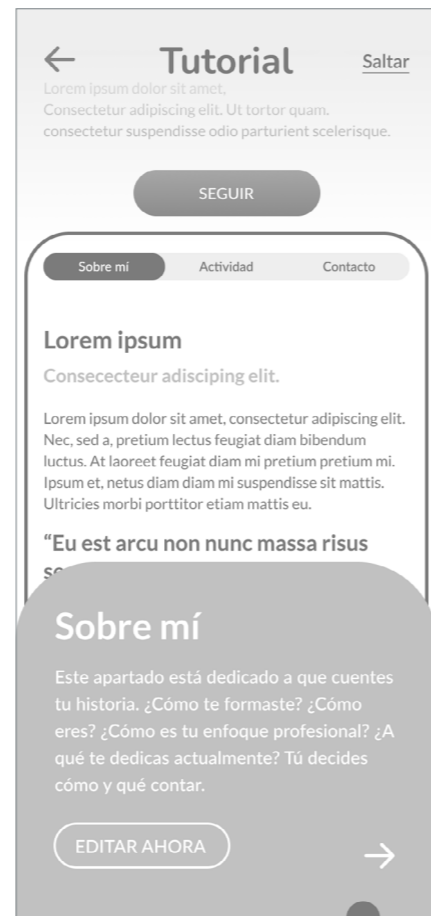 Tutorial
Saltar
Lorem ipsum dolor sit amet,
Consectetur adipiscing elit. Ut tortor quam.
consectetur suspendisse odio parturient scelerisque.
SEGUIR
Sobre mí
Actividad
Contacto
Lorem ipsum
Consececteur adisciping elit.
Lorem ipsum dolor sit amet, consectetur adipiscing elit.
Nec, sed a, pretium lectus feugiat diam bibendum
luctus. At laoreet feugiat diam mi pretium pretium mi.
Ipsum et, netus diam diam mi suspendisse sit mattis.
Ultricies morbi porttitor etiam mattis eu.
“Eu est arcu non nunc massa risus
Sobre mí
Este apartado está dedicado a que cuentes
tu historia. ¿Cómo te formaste? ¿Cómo
eres? ¿Cómo es tu enfoque profesional? ¿A
qué te dedicas actualmente? Tú decides
cómo y qué contar.
EDITAR AHORA